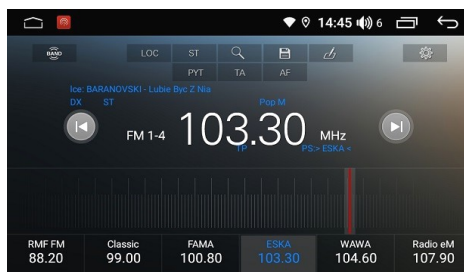 14:45 6
BAND LOC ST
PYT TA AF
Ice: BARANOVSKI - Lubie Byc Z Nia
DX ST Pop M
FM 1-4 103.30 MHz
TP PS:> ESKA <
RMF FM Classic FAMA ESKA WAWA Radio eM
88.20 99.00 100.80 103.30 104.60 107.90